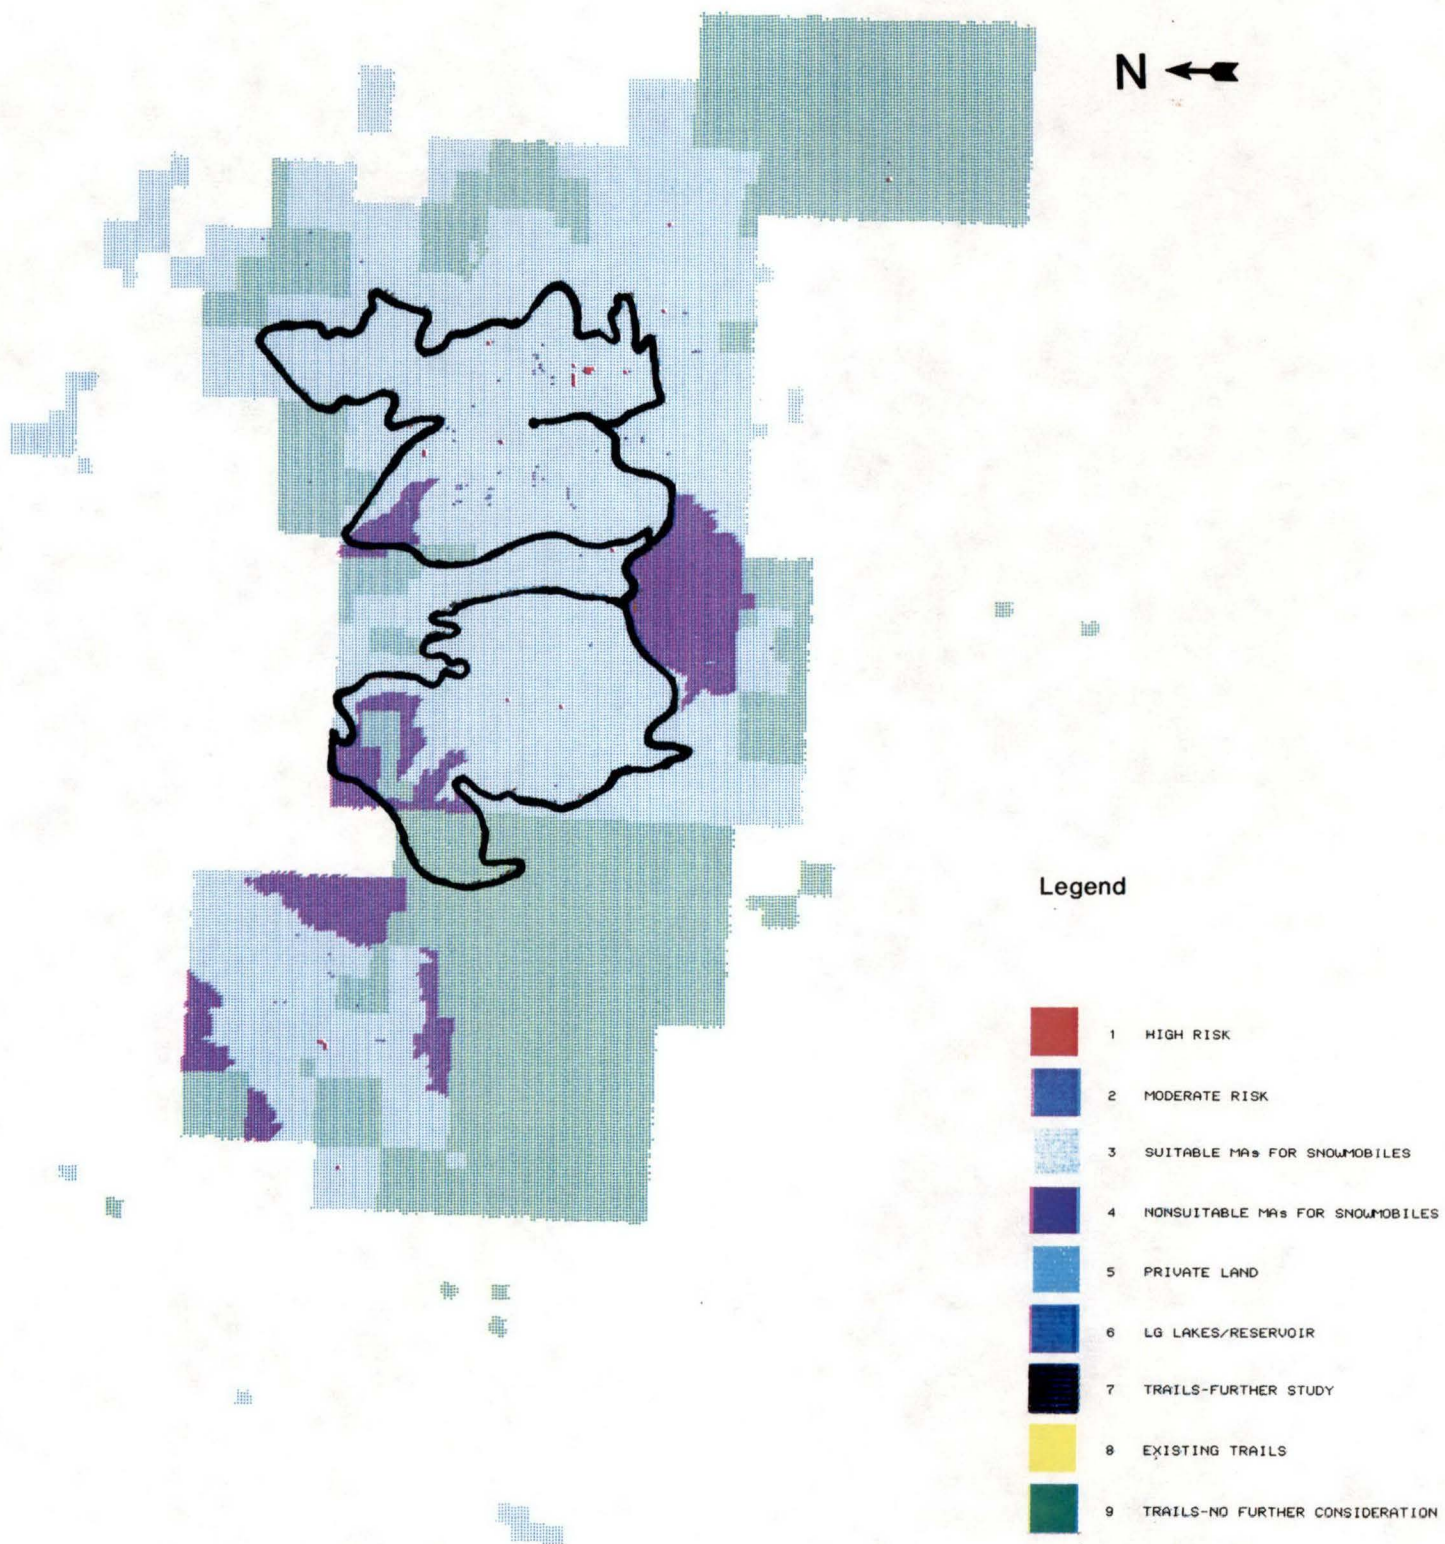 N
Legend
1 HIGH RISK
2 MODERATE RISK
3 SUITABLE MAs FOR SNOWMOBILES
4 NONSUITABLE MAs FOR SNOWMOBILES
5 PRIVATE LAND
6 LG LAKES/RESERVOIR
7 TRAILS-FURTHER STUDY
8 EXISTING TRAILS
9 TRAILS-NO FURTHER CONSIDERATION